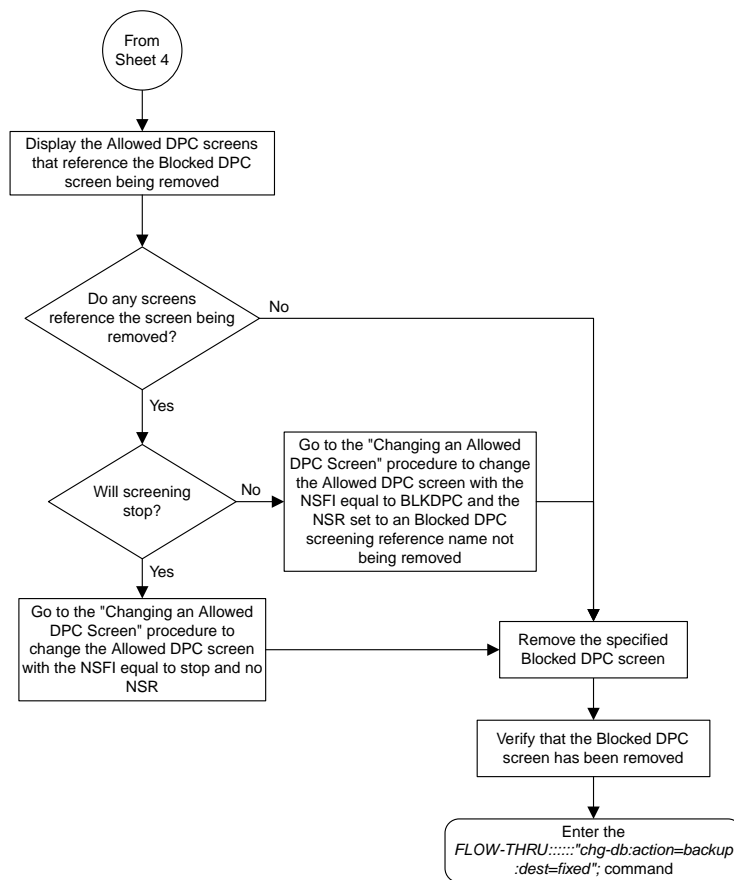 From
Sheet 4
Display the Allowed DPC screens
that reference the Blocked DPC
screen being removed
Do any screens
reference the screen being
removed?
No
Yes
Will screening
stop?
No
Go to the "Changing an Allowed
DPC Screen" procedure to change
the Allowed DPC screen with the
NSFI equal to BLKDPC and the
NSR set to an Blocked DPC
screening reference name not
being removed
Yes
Go to the "Changing an Allowed
DPC Screen" procedure to
change the Allowed DPC screen
with the NSFI equal to stop and no
NSR
Remove the specified
Blocked DPC screen
Verify that the Blocked DPC
screen has been removed
Enter the
FLOW-THRU::::::"chg-db:action=backup
:dest=fixed"; command